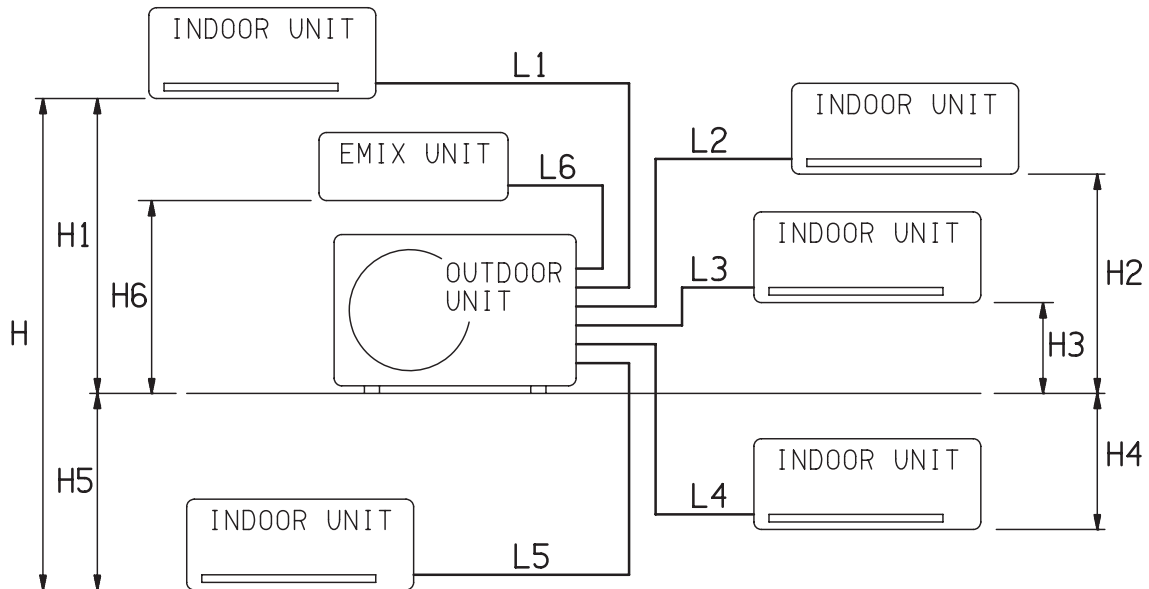 INDOOR UNIT
L1
INDOOR UNIT
L2
EMIX UNIT
L6
H1
INDOOR UNIT
OUTDOOR
UNIT
L3
H2
H6
H
H3
INDOOR UNIT
H4
H5
L4
INDOOR UNIT
L5